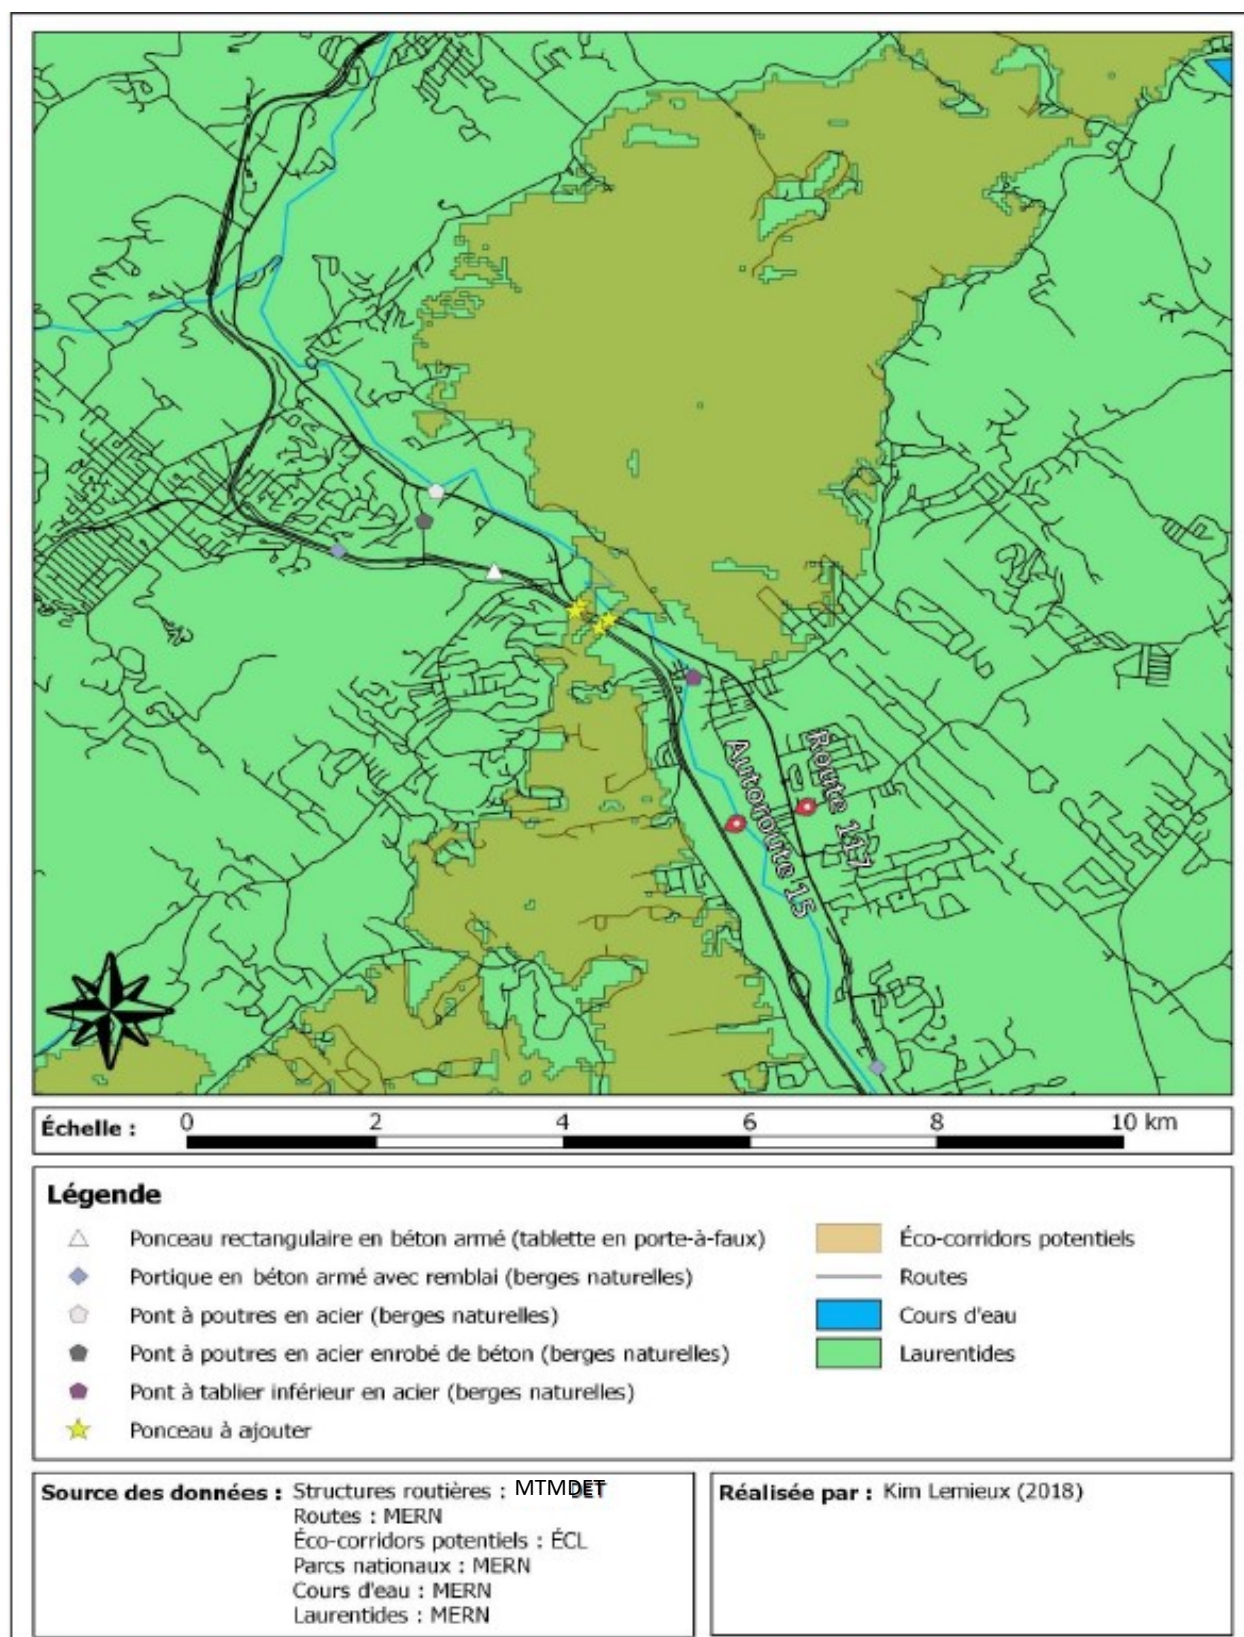 Autoroute 15
Route 117
Échelle : 0 2 4 6 8 10 km
Légende
Ponceau rectangulaire en béton armé (tablette en porte-à-faux)
Portique en béton armé avec remblai (berges naturelles)
Pont à poutres en acier (berges naturelles)
Pont à poutres en acier enrobé de béton (berges naturelles)
Pont à tablier inférieur en acier (berges naturelles)
Ponceau à ajouter
Éco-corridors potentiels
Routes
Cours d'eau
Laurentides
Source des données : Structures routières : MTMDET
Routes : MERN
Éco-corridors potentiels : ÉCL
Parcs nationaux : MERN
Cours d'eau : MERN
Laurentides : MERN
Réalisée par : Kim Lemieux (2018)